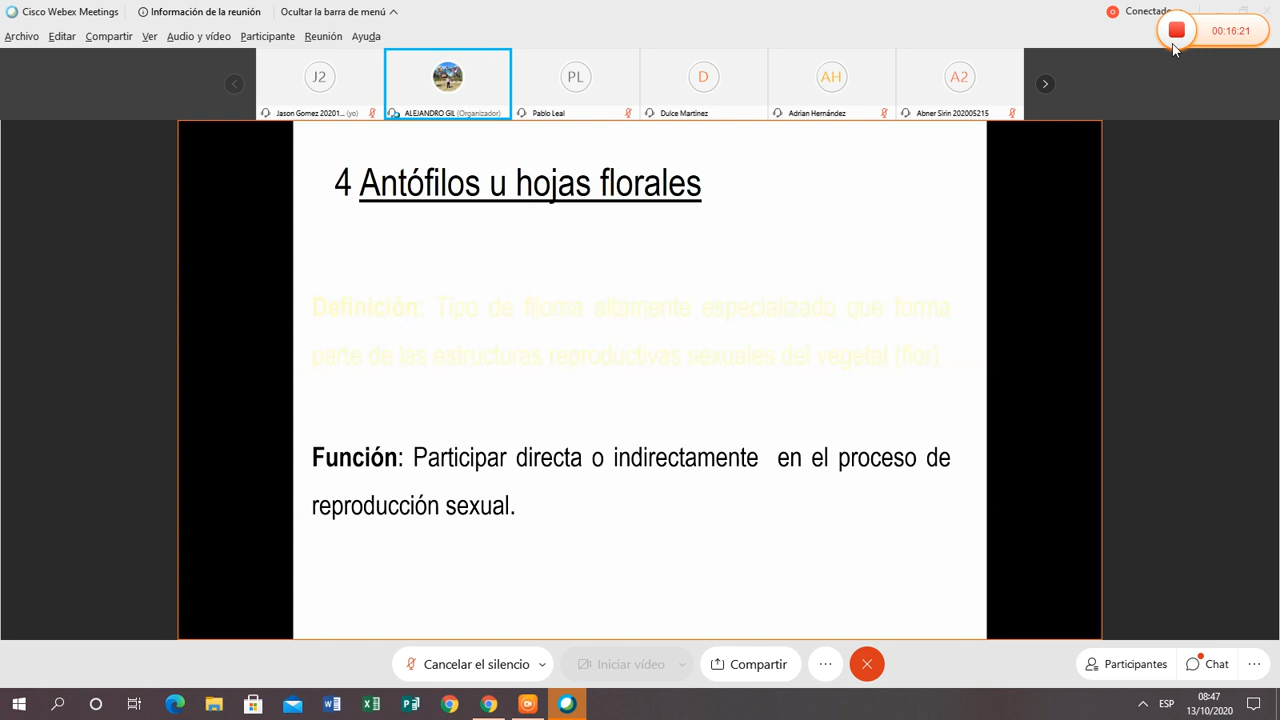 Cisco Webex Meetings
Información de la reunión
Ocultar la barra de menú
Conectado
00:16:21
Archivo Editar Compartir Ver Audio y vídeo Participante Reunión Ayuda
J2 PL D AH A2
Jason Gomez 20201... (yo) ALEJANDRO GIL (Organizador) Pablo Leal Dulce Martinez Adrian Hernández Abner Sirin 202005215
4 Antófilos u hojas florales
Definición: Tipo de filoma altamente especializado que forma
parte de las estructuras reproductivas sexuales del vegetal (flor)
Función: Participar directa o indirectamente en el proceso de
reproducción sexual.
Cancelar el silencio Iniciar vídeo Compartir Participantes Chat
ESP
08:47
13/10/2020